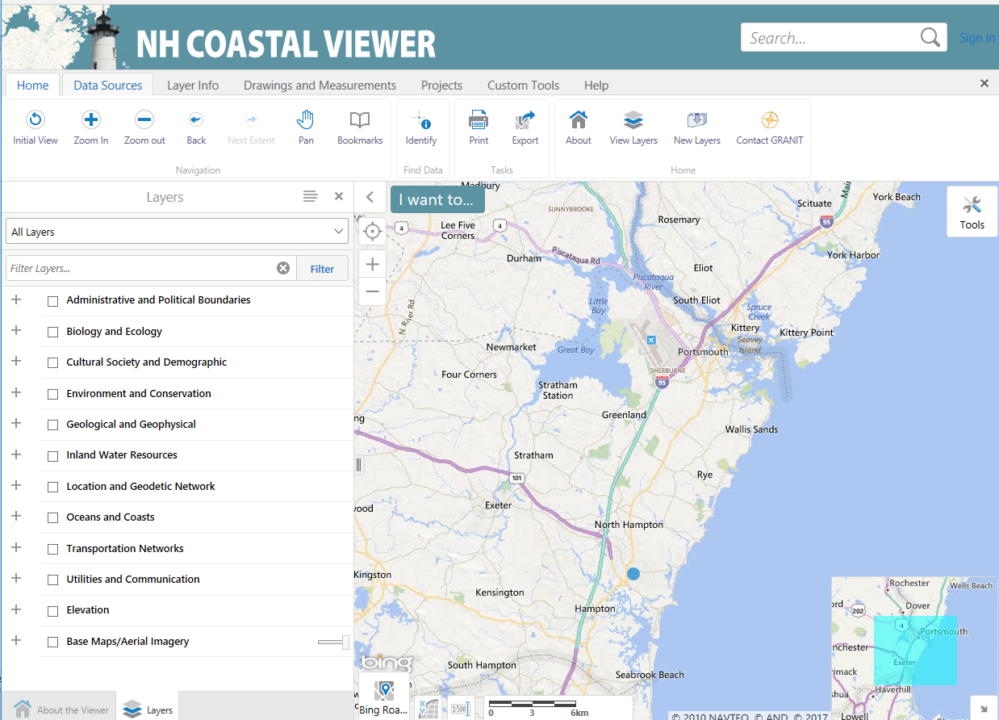 NH COASTAL VIEWER
Search...
Sign in
Home Data Sources Layer Info Drawings and Measurements Projects Custom Tools Help
Initial View Zoom In Zoom out Back Next Extent Pan Bookmarks Identify Print Export About View Layers New Layers Contact GRANIT
Navigation Find Data Tasks Home
Layers
All Layers
Filter Layers...
Filter
Administrative and Political Boundaries
Biology and Ecology
Cultural Society and Demographic
Environment and Conservation
Geological and Geophysical
Inland Water Resources
Location and Geodetic Network
Oceans and Coasts
Transportation Networks
Utilities and Communication
Elevation
Base Maps/Aerial Imagery
About the Viewer
Layers
I want to...
Tools
Madbury
SUNNYBROOKE
Scituate
York Beach
Lee Five
Corners
4
4
Rosemary
95
York Harbor
Durham
Piscataqua Rd
Eliot
Piscataqua
River
South Eliot
Little
Bay
Spruce
Creek
N River Rd
Kittery
Kittery Point
Seavey
Island
Newmarket
Great Bay
Portsmouth
SHERBURNE
95
Four Corners
Stratham
Station
Greenland
ng
Wallis Sands
Stratham
101
Rye
Exeter
wood
North Hampton
Kingston
Kensington
Hampton
South Hampton
Seabrook Beach
bing
Bing Roa...
1:500
0 3 6km
© 2010 NAVTEQ, © AND, © 2017
Rochester
Wells Beach
ord
202
Dover
4
Portsmouth
nchester
Exeter
rimack
shua
Haverhill
Lowell